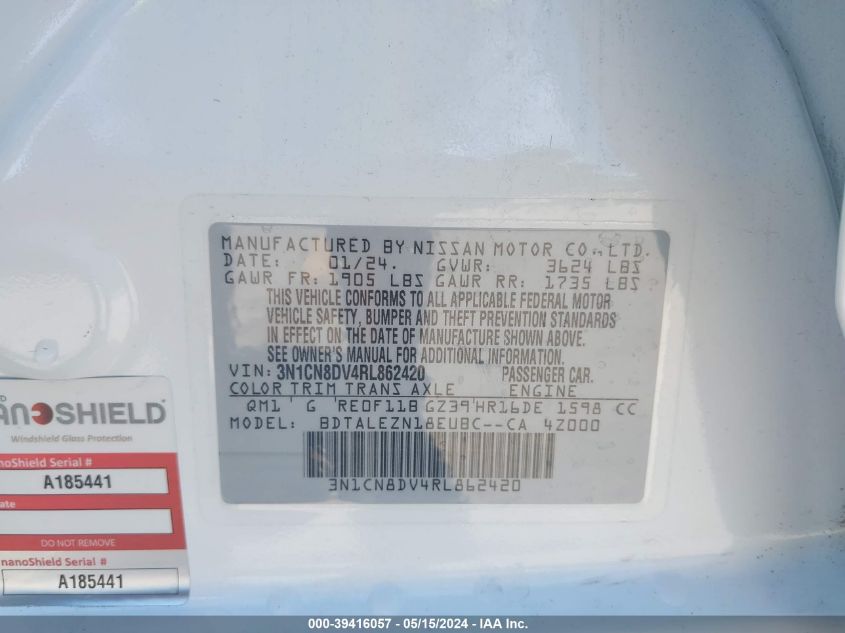 MANUFACTURED BY NISSAN MOTOR CO., LTD.
DATE: 01/24. GVWR: 3624 LBS
GAWR FR: 1905 LBS GAWR RR: 1735 LBS
THIS VEHICLE CONFORMS TO ALL APPLICABLE FEDERAL MOTOR
VEHICLE SAFETY, BUMPER AND THEFT PREVENTION STANDARDS
IN EFFECT ON THE DATE OF MANUFACTURE SHOWN ABOVE.
SEE OWNER'S MANUAL FOR ADDITIONAL INFORMATION.
VIN: 3N1CN8DV4RL862420 PASSENGER CAR.
COLOR TRIM TRANS AXLE ENGINE
QM1 G RE0F11B GZ39 HR16DE 1598 CC
MODEL: BDTALEZN18EUBC--CA 4Z000
3N1CN8DV4RL862420
ANOSHIELD
Windshield Glass Protection
noShield Serial #
A185441
ate
DO NOT REMOVE
nanoShield Serial #
A185441
000-39416057 - 05/15/2024 - IAA Inc.